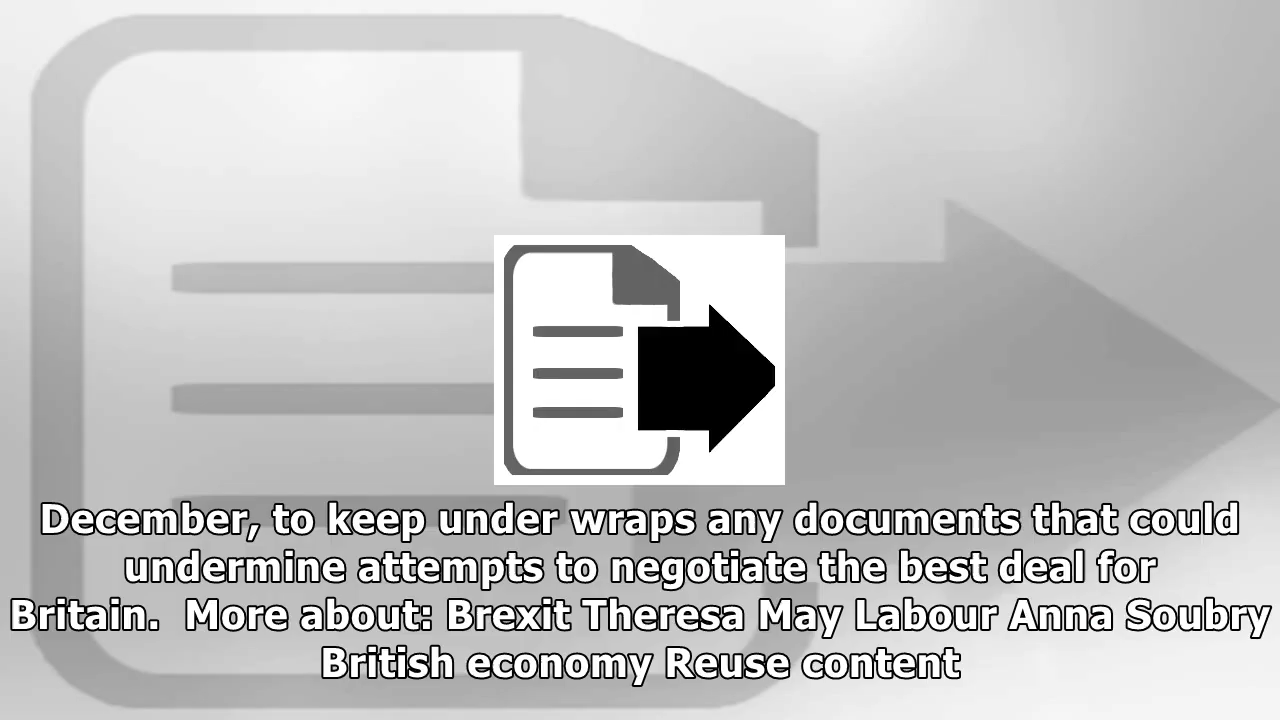 December, to keep under wraps any documents that could
undermine attempts to negotiate the best deal for
Britain.  More about: Brexit Theresa May Labour Anna Soubry
British economy Reuse content